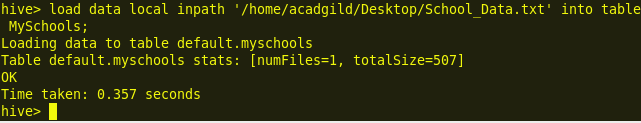 hive> load data local inpath '/home/acadgild/Desktop/School_Data.txt' into table
 MySchools;
Loading data to table default.myschools
Table default.myschools stats: [numFiles=1, totalSize=507]
OK
Time taken: 0.357 seconds
hive>